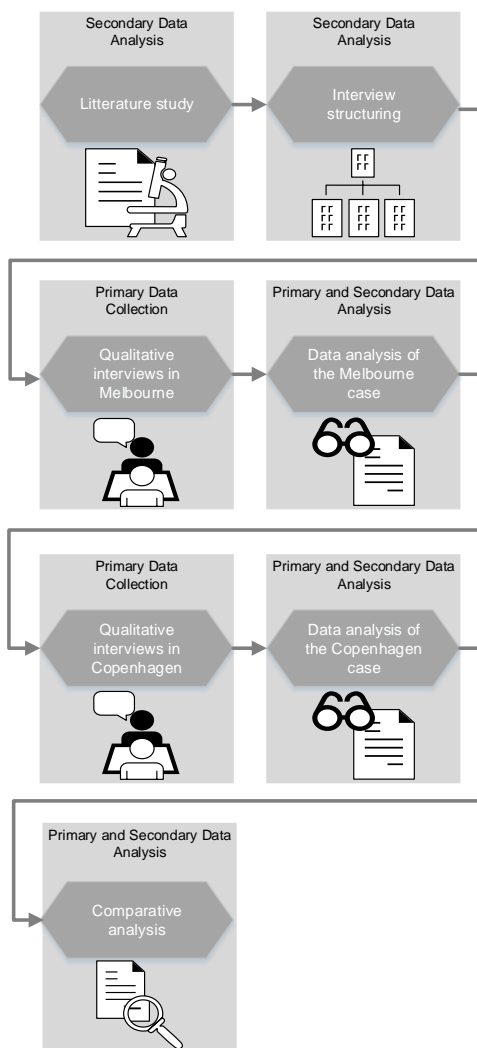 Secondary Data
Analysis
Litterature study
Secondary Data
Analysis
Interview
structuring
Primary Data
Collection
Qualitative
interviews in
Melbourne
Primary and Secondary Data
Analysis
Data analysis of
the Melbourne
case
Primary Data
Collection
Qualitative
interviews in
Copenhagen
Primary and Secondary Data
Analysis
Data analysis of
the Copenhagen
case
Primary and Secondary Data
Analysis
Comparative
analysis